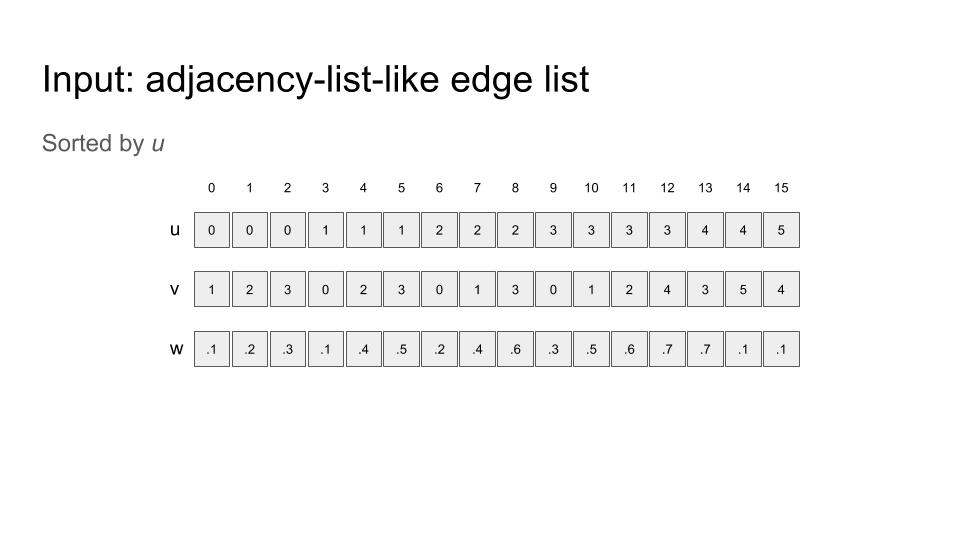 Input: adjacency-list-like edge list
Sorted by u
0 1 2 3 4 5 6 7 8 9 10 11 12 13 14 15
u 0 0 0 1 1 1 2 2 2 3 3 3 3 4 4 5
v 1 2 3 0 2 3 0 1 3 0 1 2 4 3 5 4
w .1 .2 .3 .1 .4 .5 .2 .4 .6 .3 .5 .6 .7 .7 .1 .1